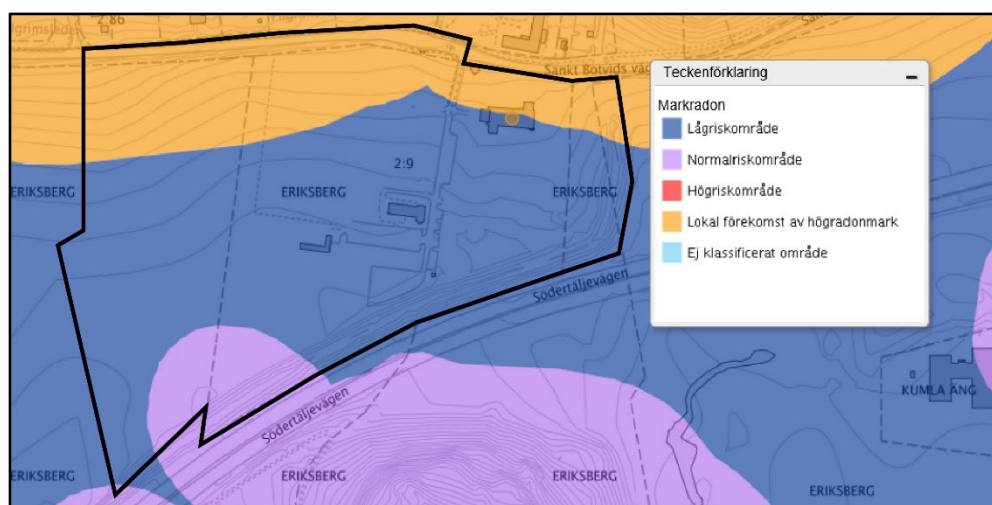 2:86
Sankt Botvids väg
Teckenförklaring
Markradon
Lågriskområde
Normalriskområde
Högriskområde
Lokal förekomst av högradonmark
Ej klassificerat område
2:9
ERIKSBERG
ERIKSBERG
ERIKSBERG
Södertäljevägen
KUMLA ÄNG
Södertäljevägen
ERIKSBERG
ERIKSBERG
ERIKSBERG
ERIKSBERG